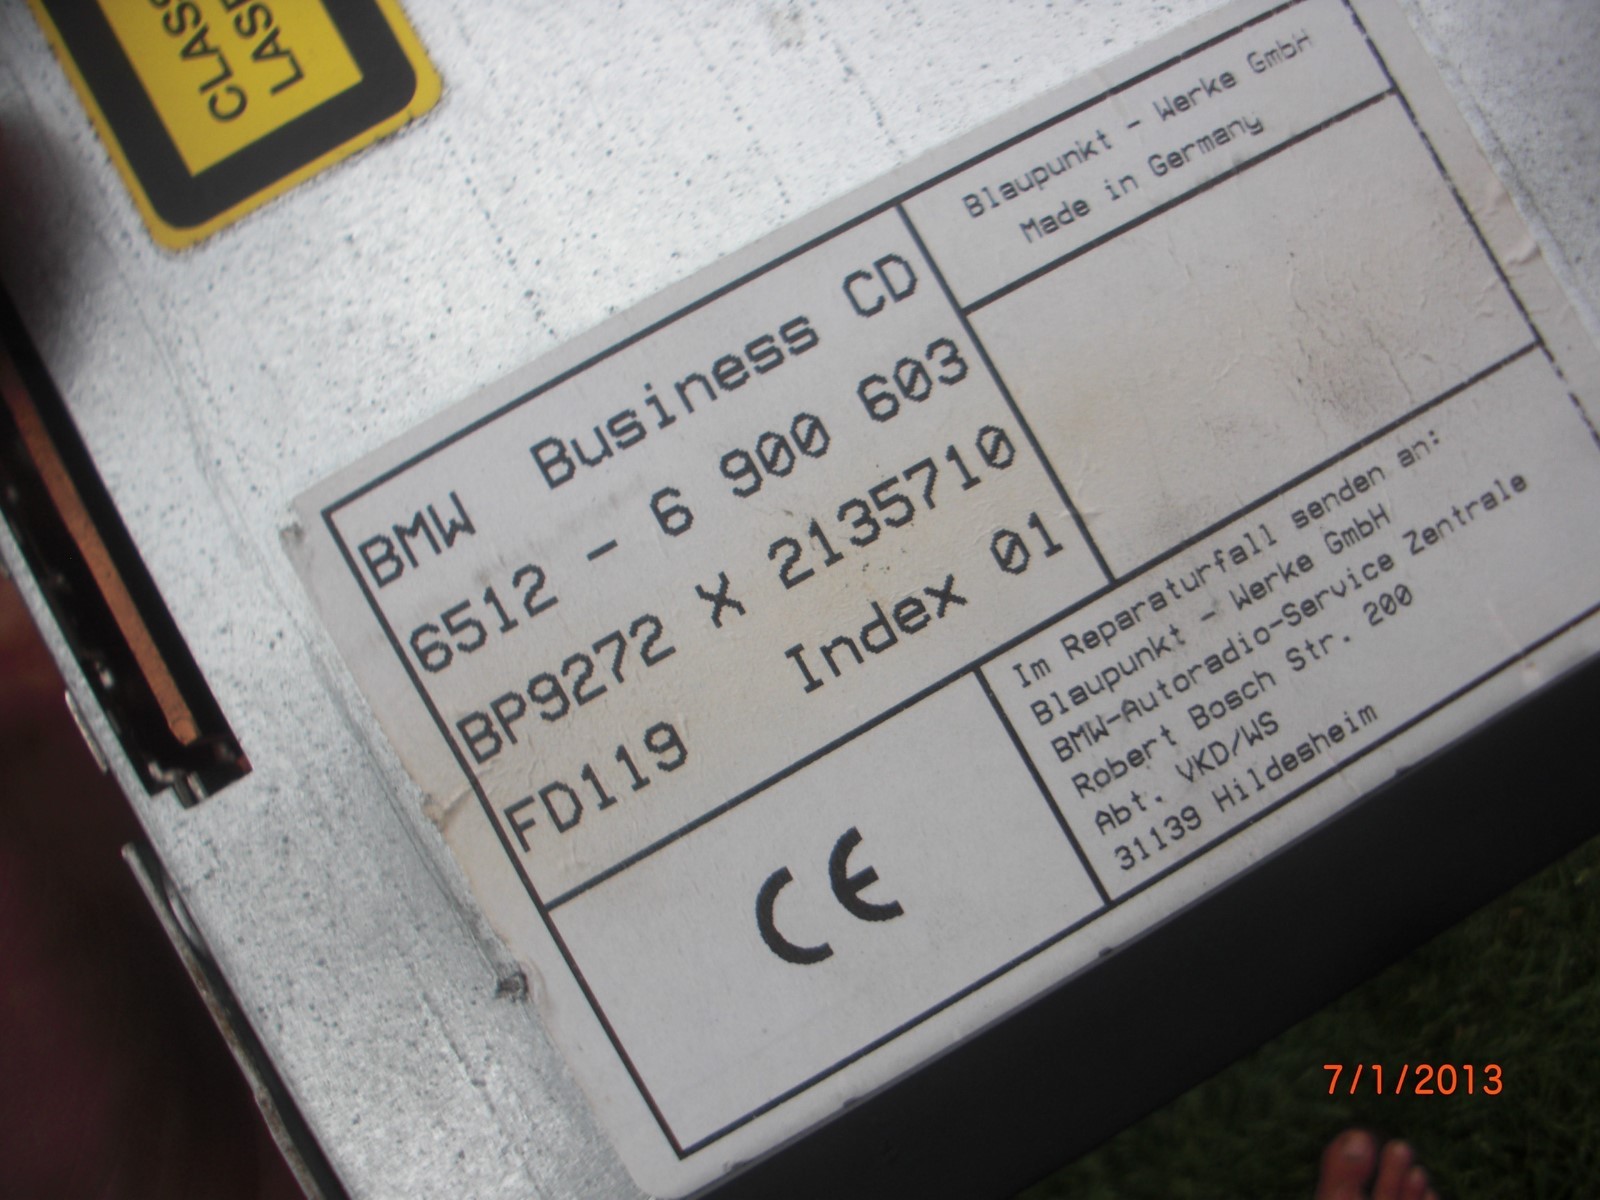 CLASS
LASE
BMW Business CD
6512 - 6 900 603
BP9272 X 2135710
FD119 Index 01
Blaupunkt - Werke GmbH
Made in Germany
CE
Im Reparaturfall senden an:
Blaupunkt - Werke GmbH
BMW-Autoradio-Service Zentrale
Robert Bosch Str. 200
Abt. VKD/WS
31139 Hildesheim
7/1/2013